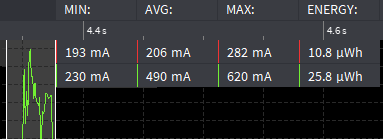 MIN: AVG: MAX: ENERGY:
4.4 s 4.6 s
193 mA 206 mA 282 mA 10.8 µWh
230 mA 490 mA 620 mA 25.8 µWh